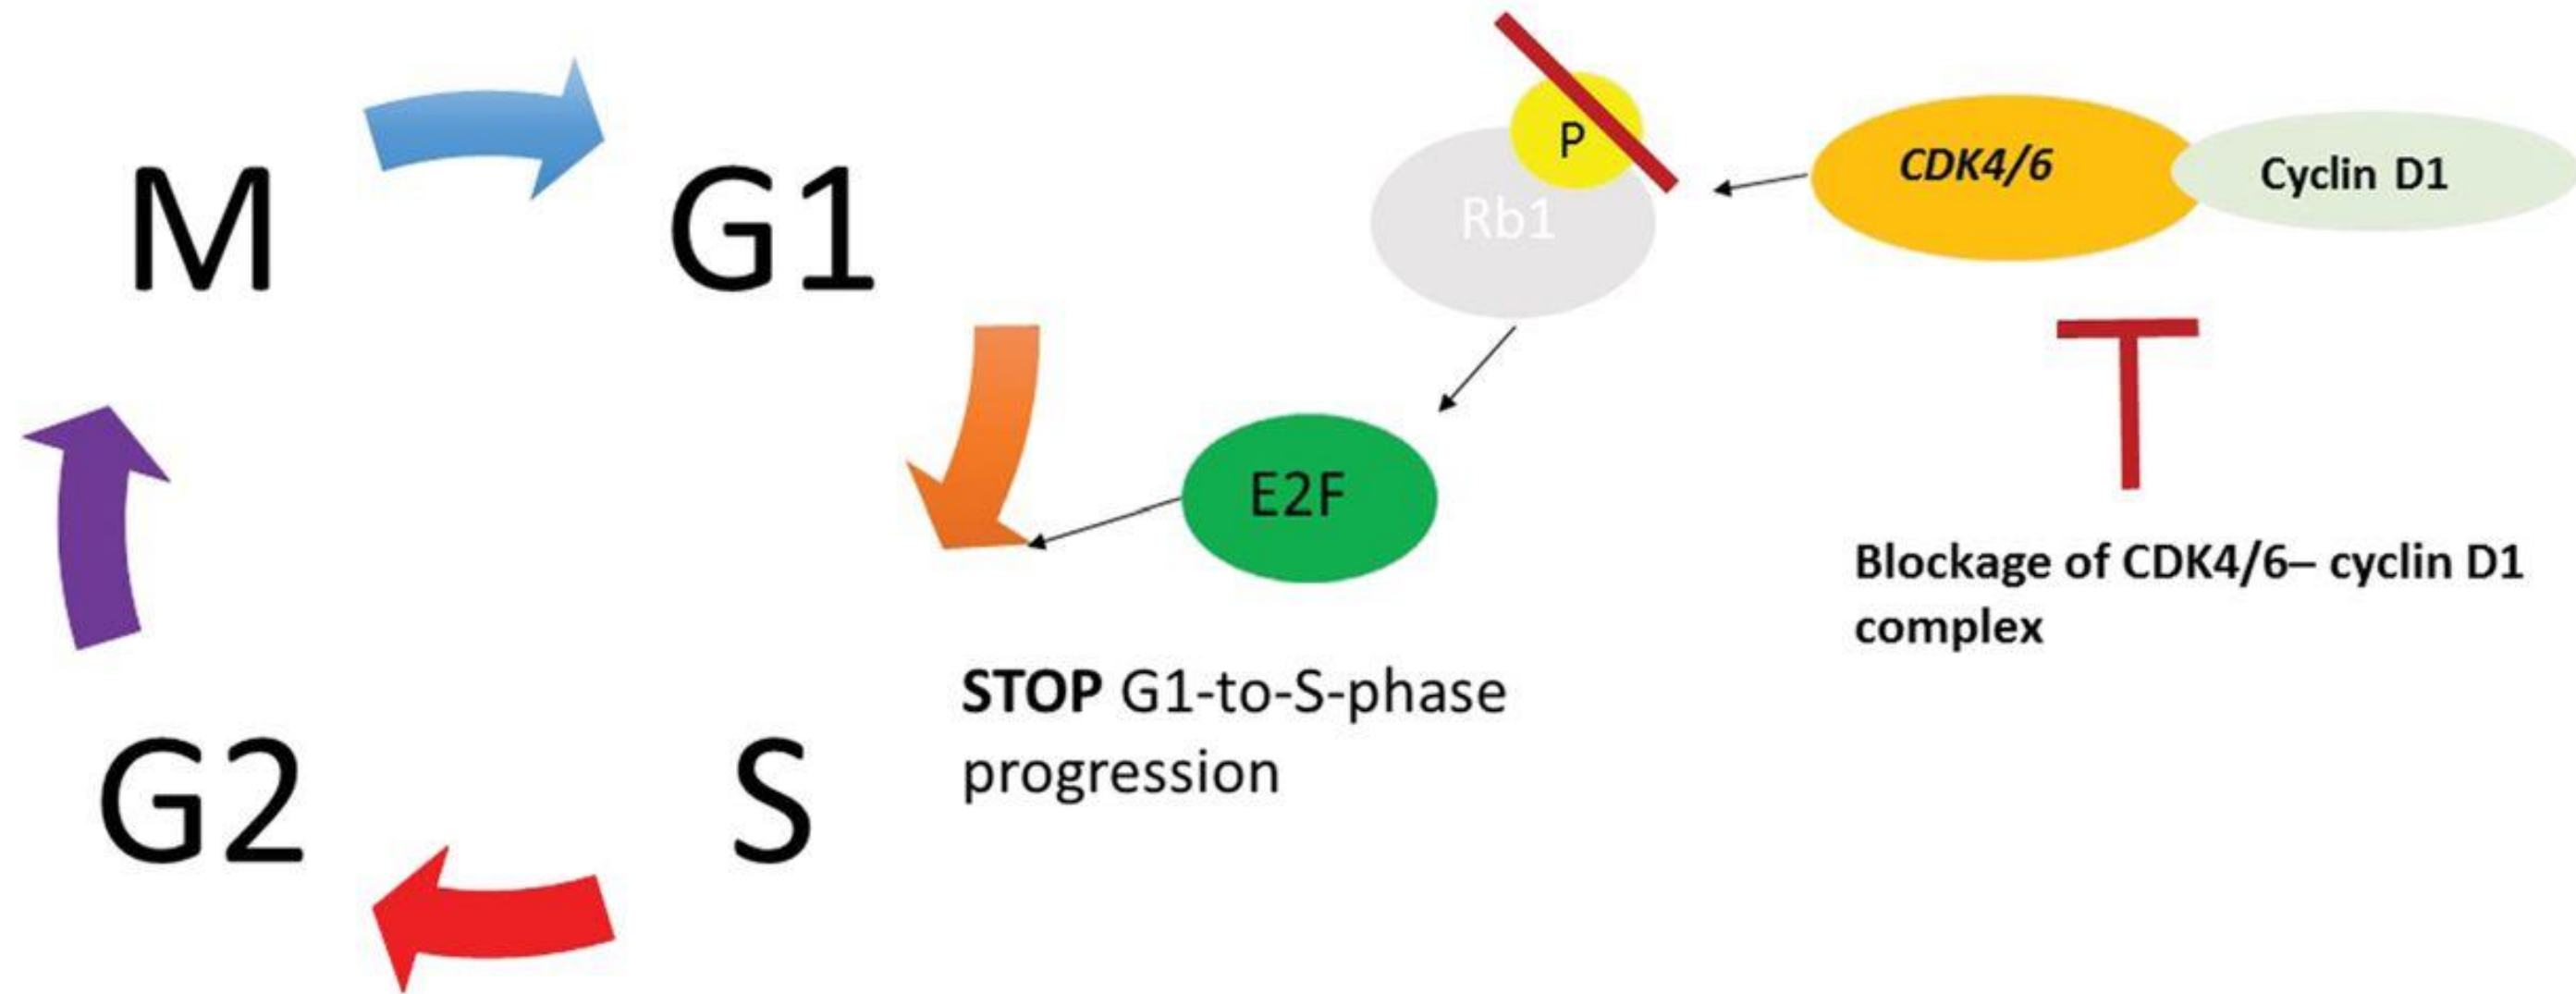 M
G1
P
Rb1
CDK4/6
Cyclin D1
E2F
Blockage of CDK4/6– cyclin D1
complex
STOP G1-to-S-phase
progression
G2
S